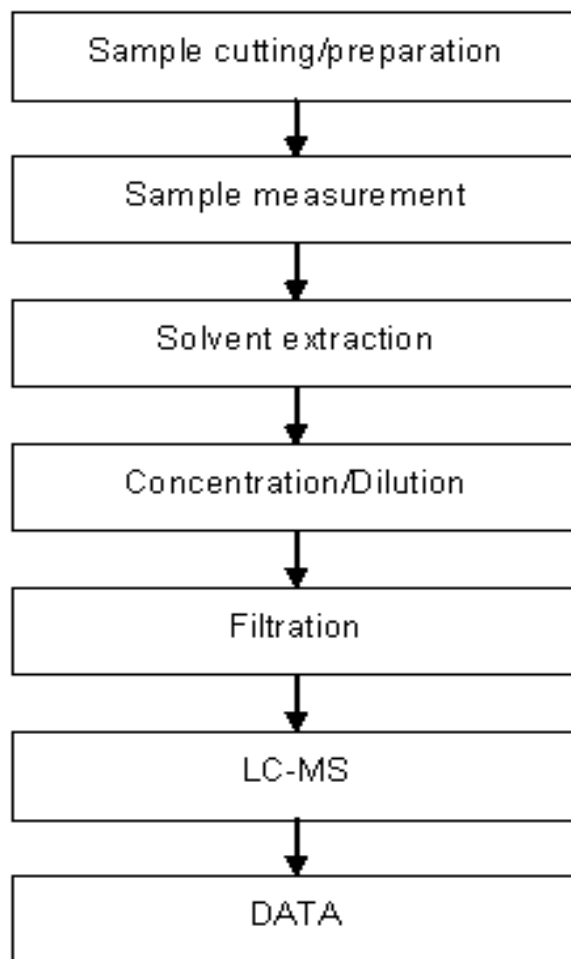 Sample cutting/preparation
Sample measurement
Solvent extraction
Concentration/Dilution
Filtration
LC-MS
DATA